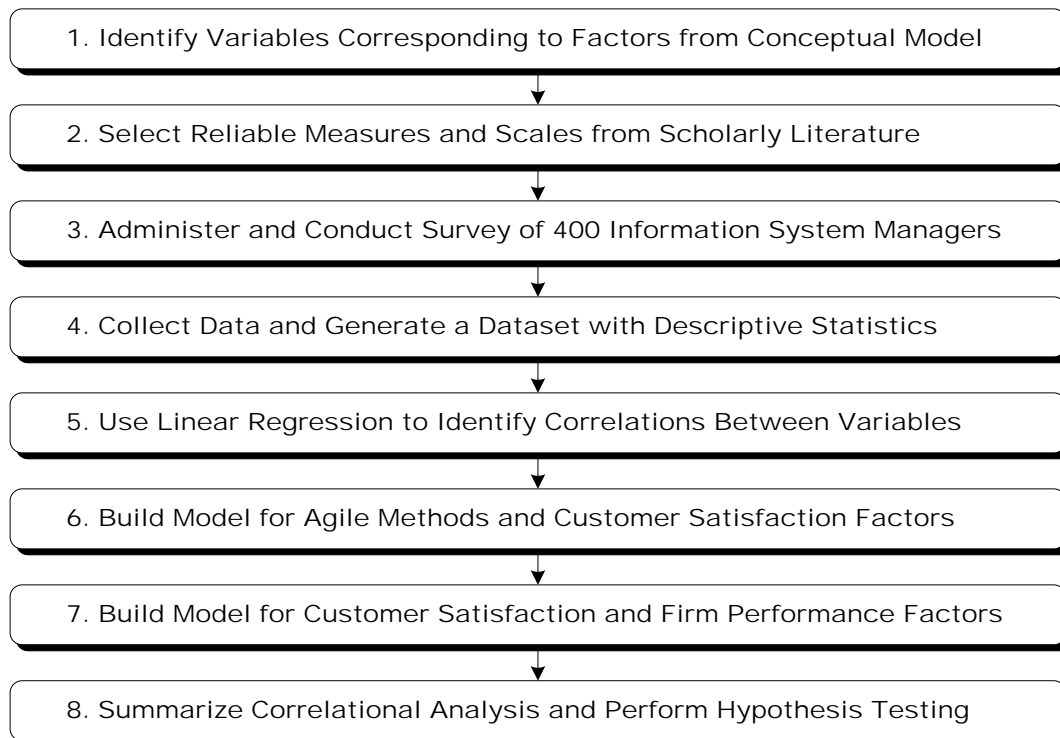 1. Identify Variables Corresponding to Factors from Conceptual Model
2. Select Reliable Measures and Scales from Scholarly Literature
3. Administer and Conduct Survey of 400 Information System Managers
4. Collect Data and Generate a Dataset with Descriptive Statistics
5. Use Linear Regression to Identify Correlations Between Variables
6. Build Model for Agile Methods and Customer Satisfaction Factors
7. Build Model for Customer Satisfaction and Firm Performance Factors
8. Summarize Correlational Analysis and Perform Hypothesis Testing